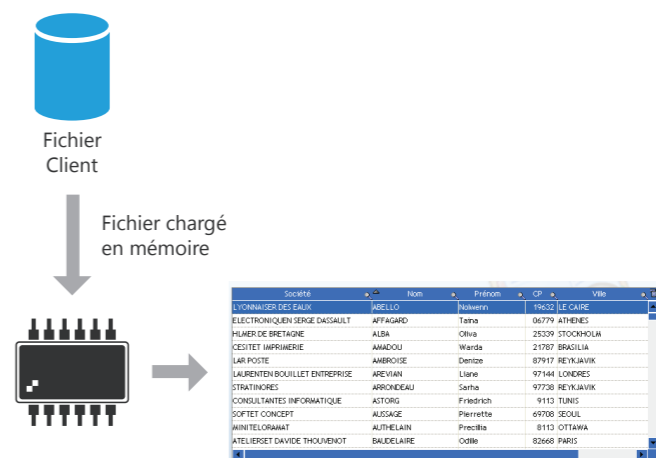 Fichier
Client
Fichier chargé
en mémoire
Société Nom Prénom CP Ville
LYONNAISER DES EAUX ABELLO Nolwenn 19632 LE CAIRE
ELECTRONIQUEN SERGE DASSAULT AFFAGARD Taina 06779 ATHENES
HLMER DE BRETAGNE ALBA Oliva 25339 STOCKHOLM
CESITET IMPRIMERIE AMADOU Warda 21787 BRASILIA
LAR POSTE AMBROISE Denize 87917 REYKJAVIK
LAURENTEN BOUILLET ENTREPRISE AREVIAN Liane 97144 LONDRES
STRATINORES ARRONDEAU Sarha 97738 REYKJAVIK
CONSULTANTES INFORMATIQUE ASTORG Friedrich 9113 TUNIS
SOFTET CONCEPT AUSSAGE Pierrette 69708 SEOUL
MINITELORAMAT AUTHELAIN Precillia 8113 OTTAWA
ATELIERSET DAVIDE THOUVENOT BAUDELAIRE Odille 82668 PARIS